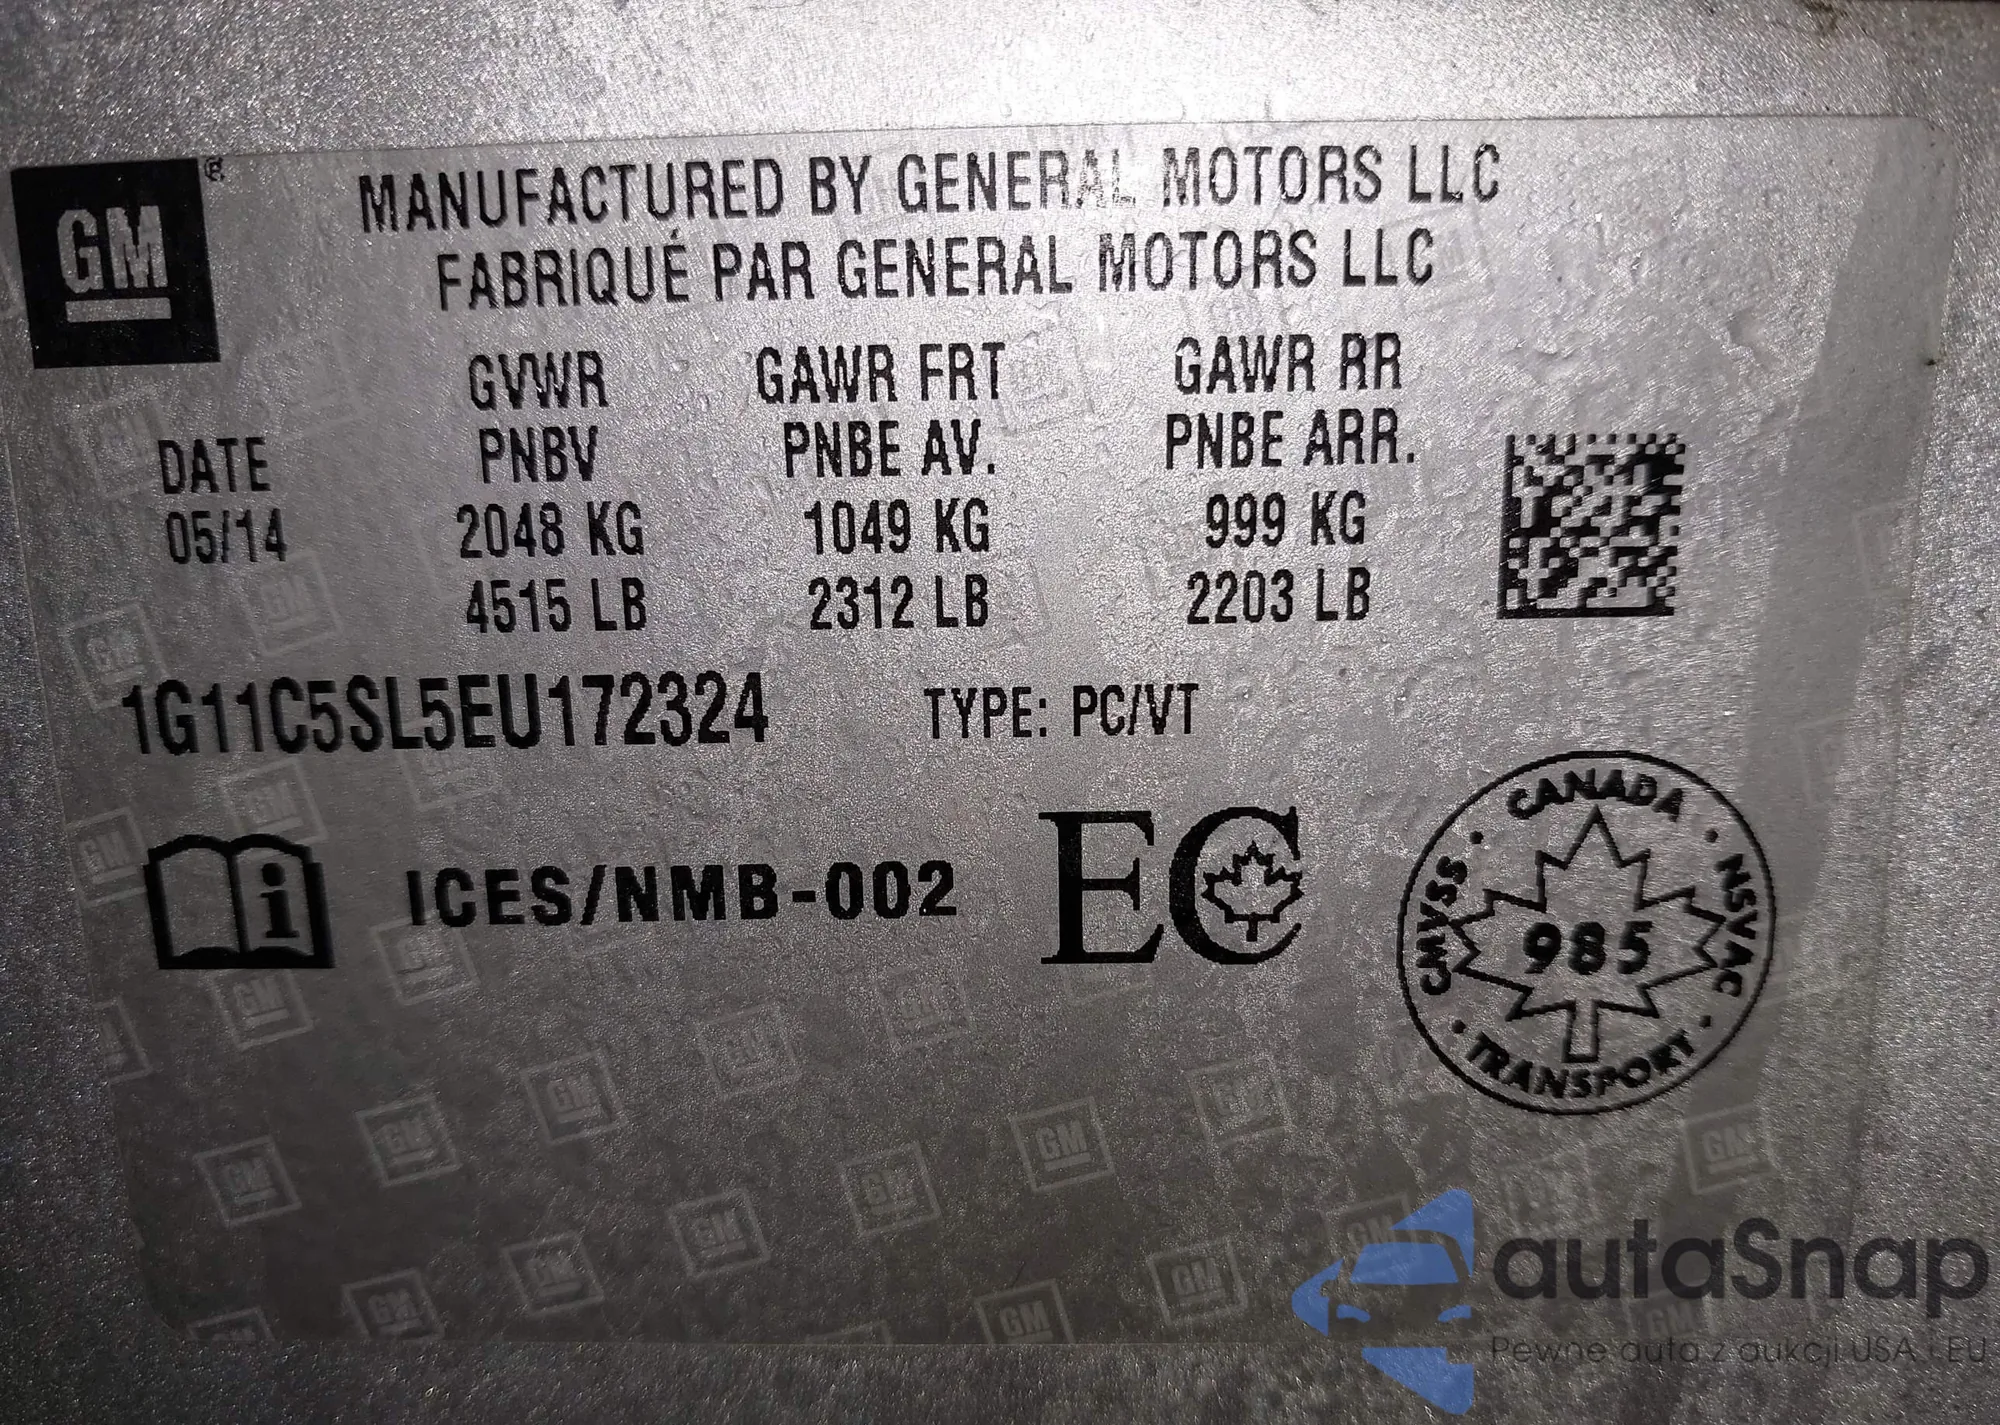 GM®
MANUFACTURED BY GENERAL MOTORS LLC
FABRIQUÉ PAR GENERAL MOTORS LLC
GVWR GAWR FRT GAWR RR
DATE PNBV PNBE AV. PNBE ARR.
05/14 2048 KG 1049 KG 999 KG
4515 LB 2312 LB 2203 LB
1G11C5SL5EU172324 TYPE: PC/VT
i ICES/NMB-002 EC
CANADA
CMVSS · NSVAC
985
TRANSPORT
autaSnap
Pewne auta z aukcji USA i EU